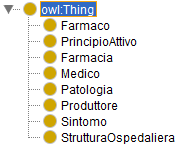 owl:Thing
Farmaco
PrincipioAttivo
Farmacia
Medico
Patologia
Produttore
Sintomo
StrutturaOspedaliera